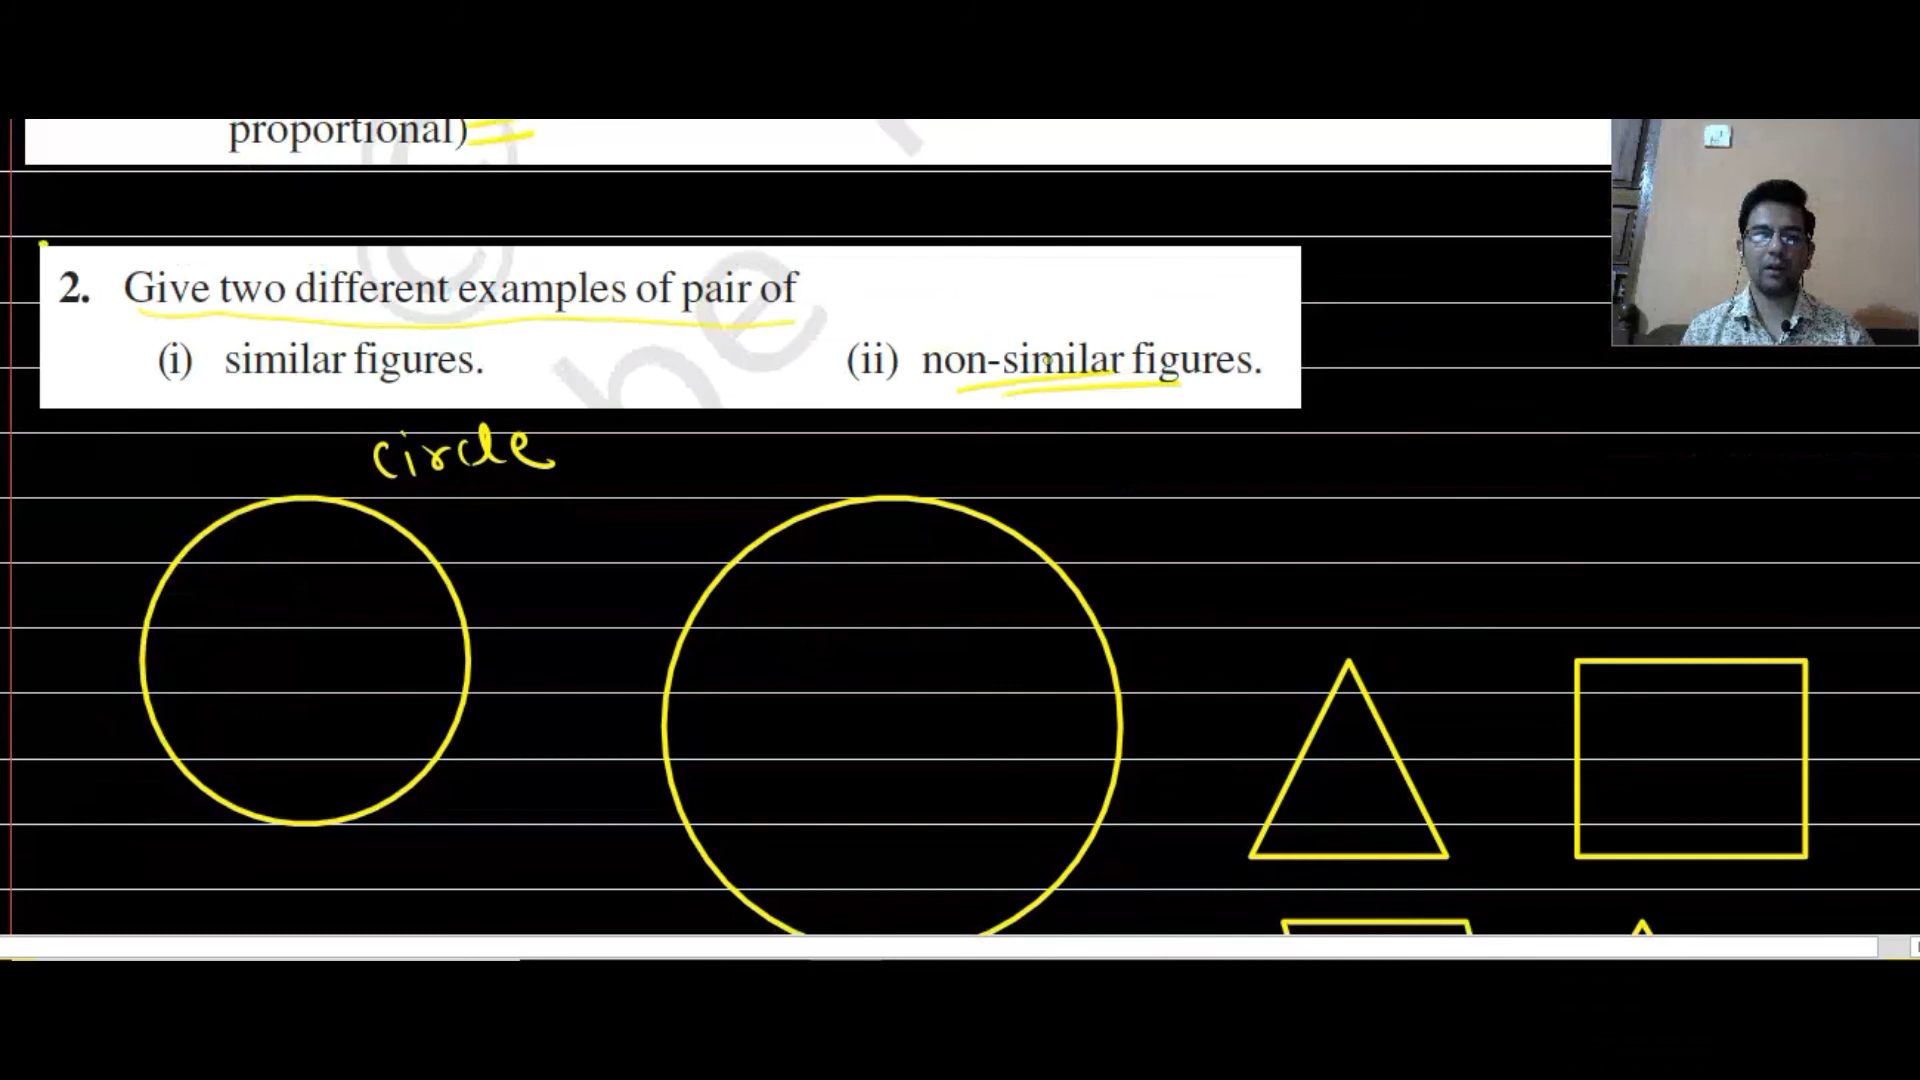 proportional)
2. Give two different examples of pair of
(i) similar figures. (ii) non-similar figures.
circle